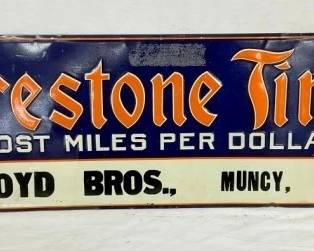 restone Tir
OST MILES PER DOLLA
OYD BROS., MUNCY,